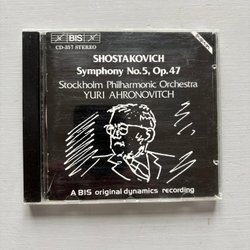 BIS
CD-357 STEREO
SHOSTAKOVICH
Symphony No.5, Op.47
Stockholm Philharmonic Orchestra
YURI AHRONOVITCH
A BIS original dynamics recording